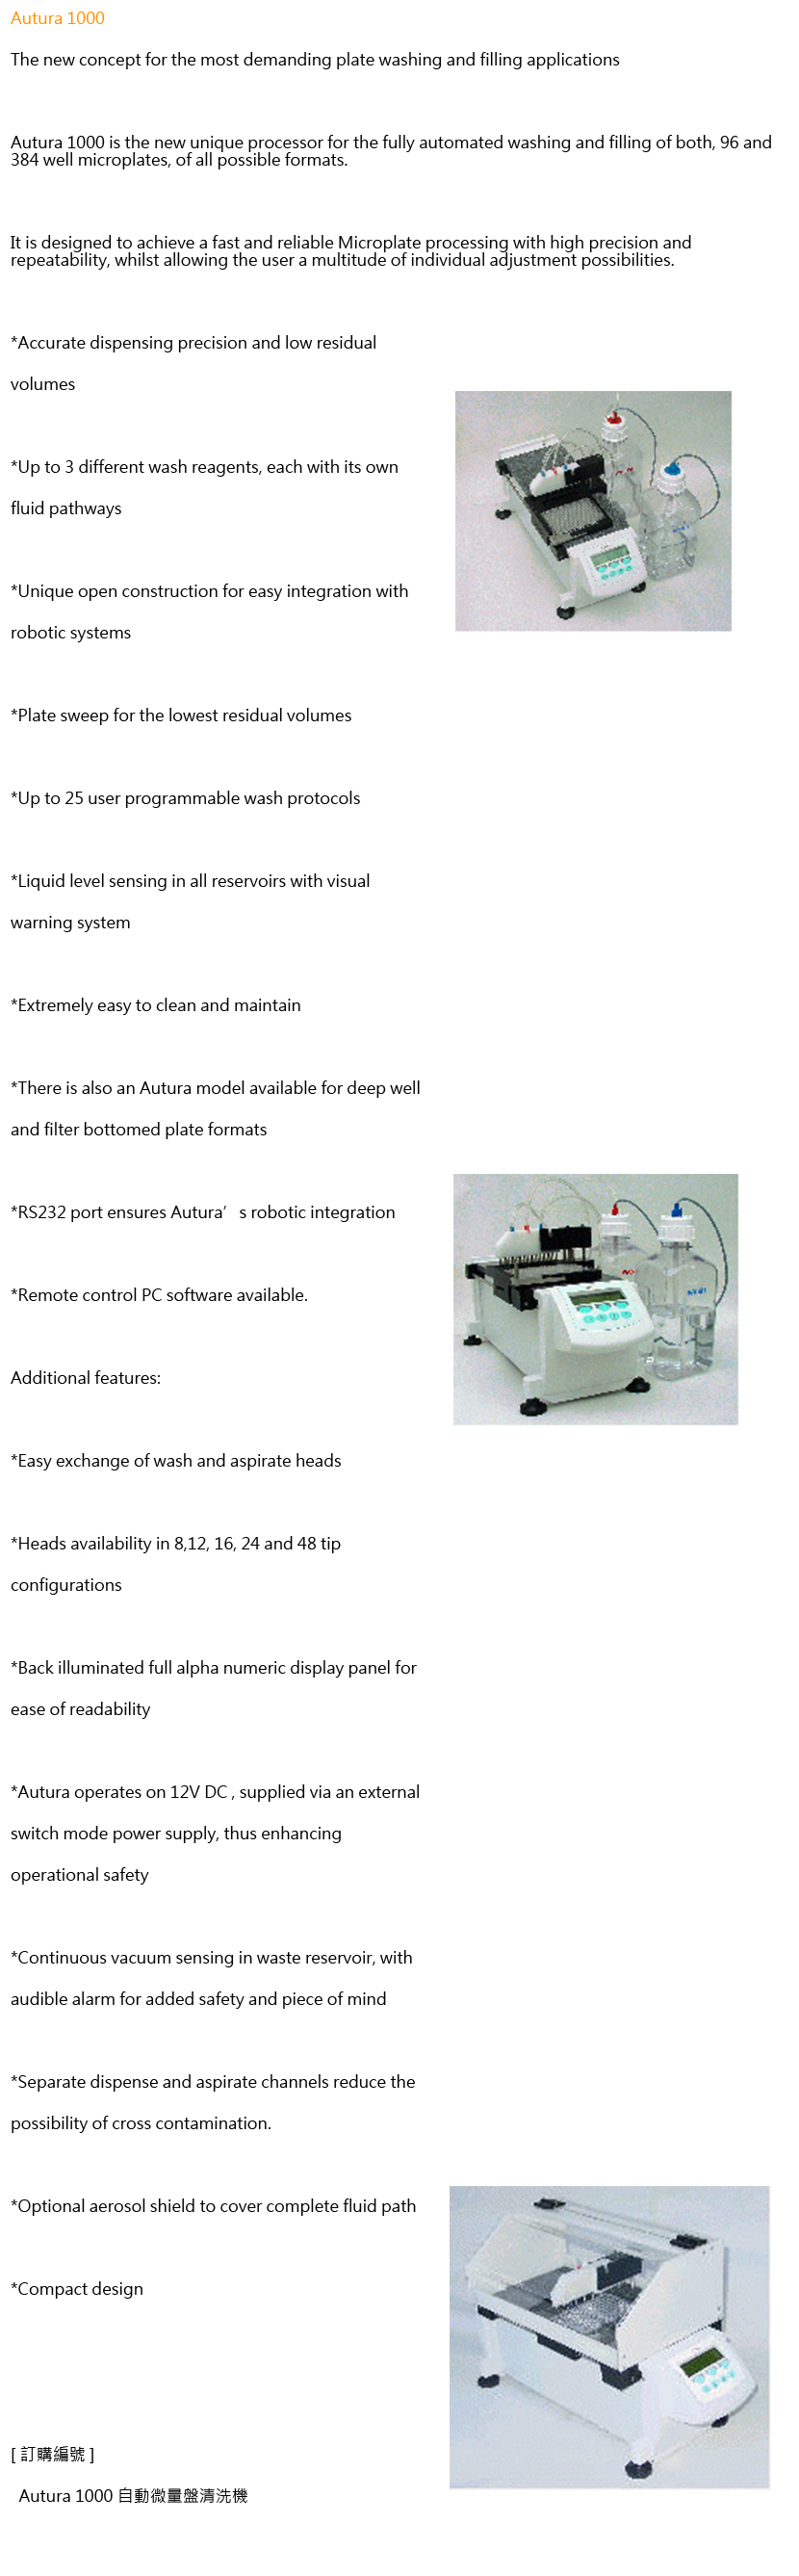 Autura 1000
The new concept for the most demanding plate washing and filling applications
Autura 1000 is the new unique processor for the fully automated washing and filling of both, 96 and
384 well microplates, of all possible formats.
It is designed to achieve a fast and reliable Microplate processing with high precision and
repeatability, whilst allowing the user a multitude of individual adjustment possibilities.
*Accurate dispensing precision and low residual
volumes
*Up to 3 different wash reagents, each with its own
fluid pathways
*Unique open construction for easy integration with
robotic systems
*Plate sweep for the lowest residual volumes
*Up to 25 user programmable wash protocols
*Liquid level sensing in all reservoirs with visual
warning system
*Extremely easy to clean and maintain
*There is also an Autura model available for deep well
and filter bottomed plate formats
*RS232 port ensures Autura’s robotic integration
*Remote control PC software available.
Additional features:
*Easy exchange of wash and aspirate heads
*Heads availability in 8,12, 16, 24 and 48 tip
configurations
*Back illuminated full alpha numeric display panel for
ease of readability
*Autura operates on 12V DC , supplied via an external
switch mode power supply, thus enhancing
operational safety
*Continuous vacuum sensing in waste reservoir, with
audible alarm for added safety and piece of mind
*Separate dispense and aspirate channels reduce the
possibility of cross contamination.
*Optional aerosol shield to cover complete fluid path
*Compact design
[ 訂購編號 ]
Autura 1000 自動微量盤清洗機